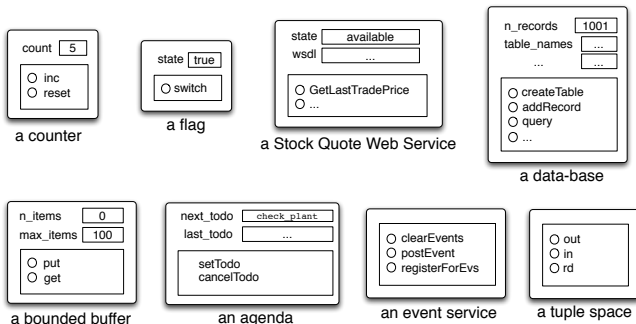 count 5
inc
reset
a counter
state true
switch
a flag
state available
wsdl ...
GetLastTradePrice
...
a Stock Quote Web Service
n_records 1001
table_names ...
... ...
createTable
addRecord
query
...
a data-base
n_items 0
max_items 100
put
get
a bounded buffer
next_todo check_plant
last_todo ...
setTodo
cancelTodo
an agenda
clearEvents
postEvent
registerForEvs
an event service
out
in
rd
a tuple space